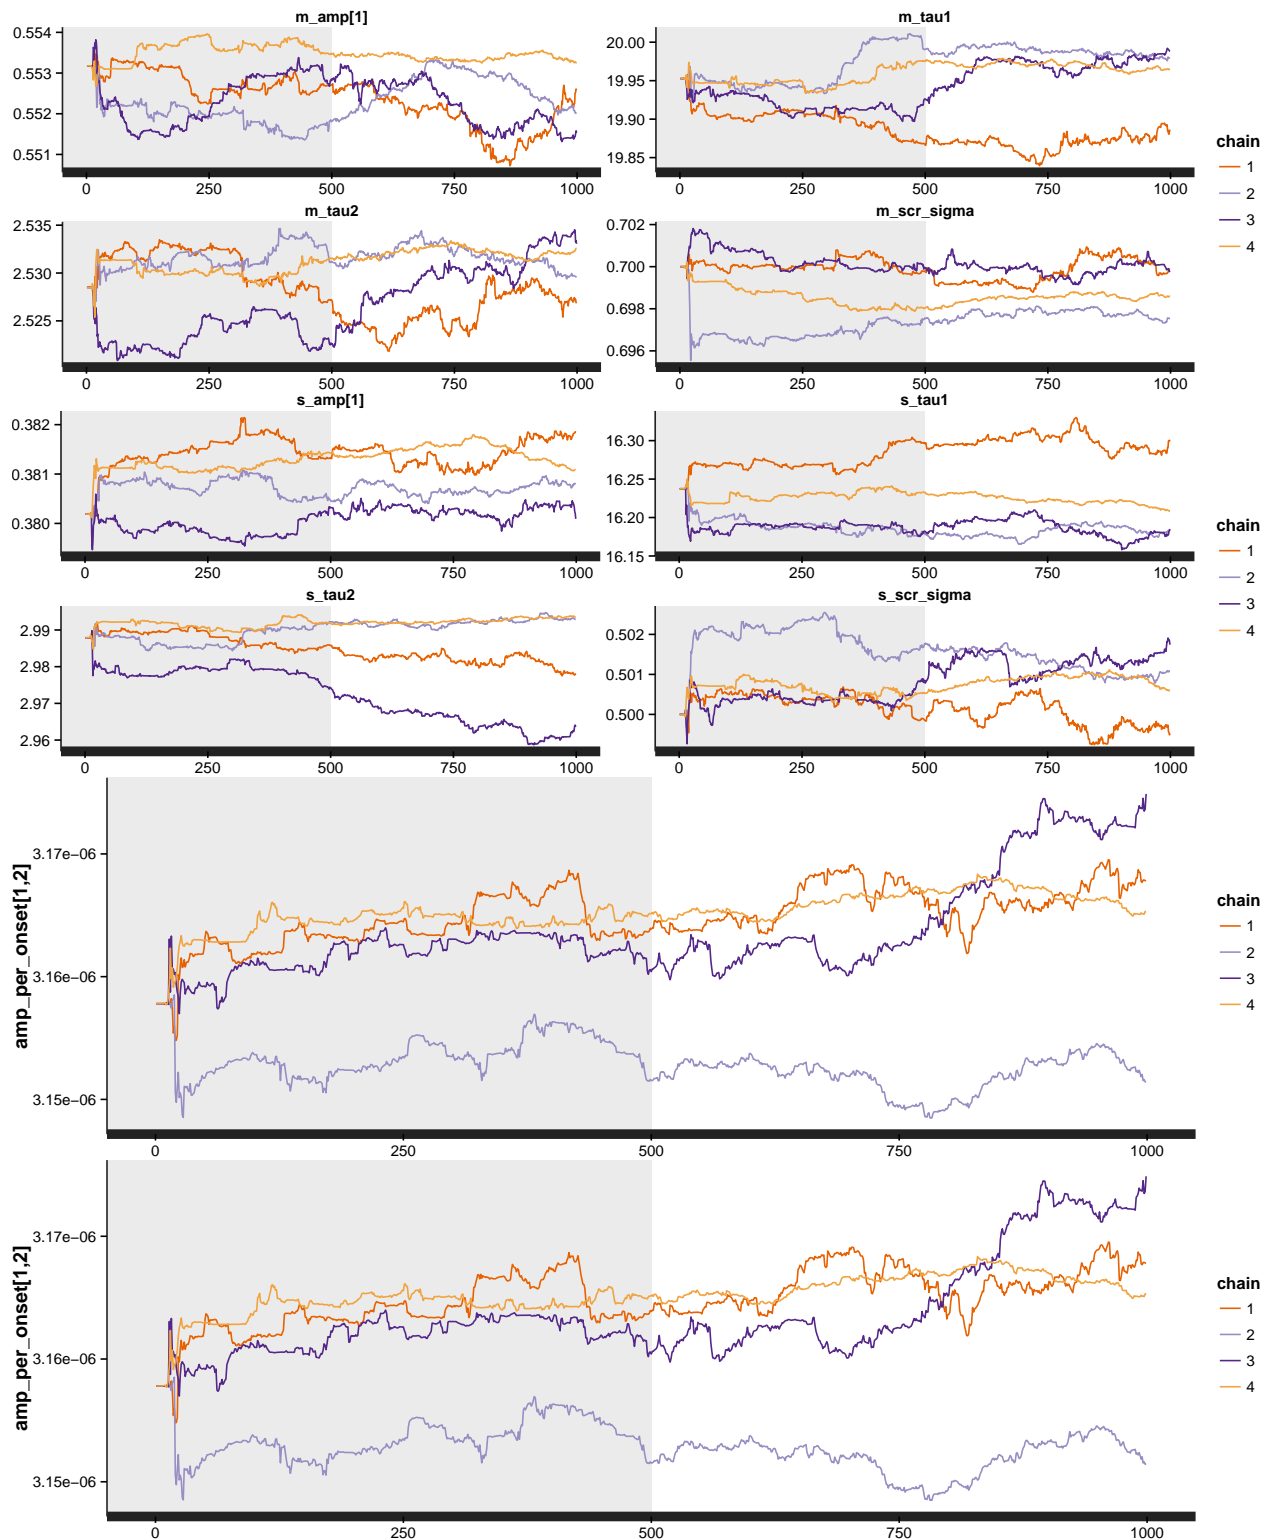 m_amp[1]
0.554
0.553
0.552
0.551
0 250 500 750 1000
m_tau1
20.00
19.95
19.90
19.85
0 250 500 750 1000
chain
1
2
3
4
m_tau2
2.535
2.530
2.525
0 250 500 750 1000
m_scr_sigma
0.702
0.700
0.698
0.696
0 250 500 750 1000
s_amp[1]
0.382
0.381
0.380
0 250 500 750 1000
s_tau1
16.30
16.25
16.20
16.15
0 250 500 750 1000
chain
1
2
3
4
s_tau2
2.99
2.98
2.97
2.96
0 250 500 750 1000
s_scr_sigma
0.502
0.501
0.500
0 250 500 750 1000
amp_per_onset[1,2]
3.17e−06
3.16e−06
3.15e−06
0 250 500 750 1000
chain
1
2
3
4
amp_per_onset[1,2]
3.17e−06
3.16e−06
3.15e−06
0 250 500 750 1000
chain
1
2
3
4